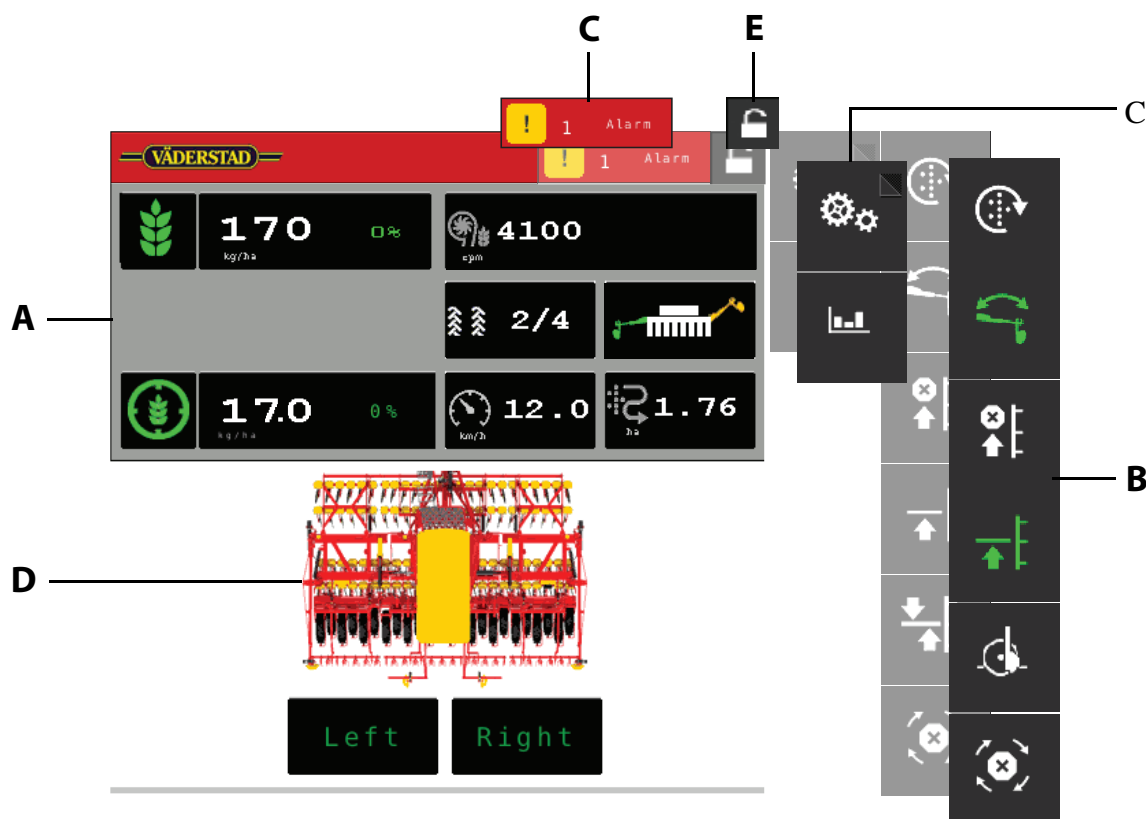 C
E
! 1 Alarm
C
VÄDERSTAD
! 1 Alarm
170 0%
kg/ha
4100
rpm
A
2/4
17.0 0%
kg/ha
12.0
km/h
1.76
ha
B
D
Left Right